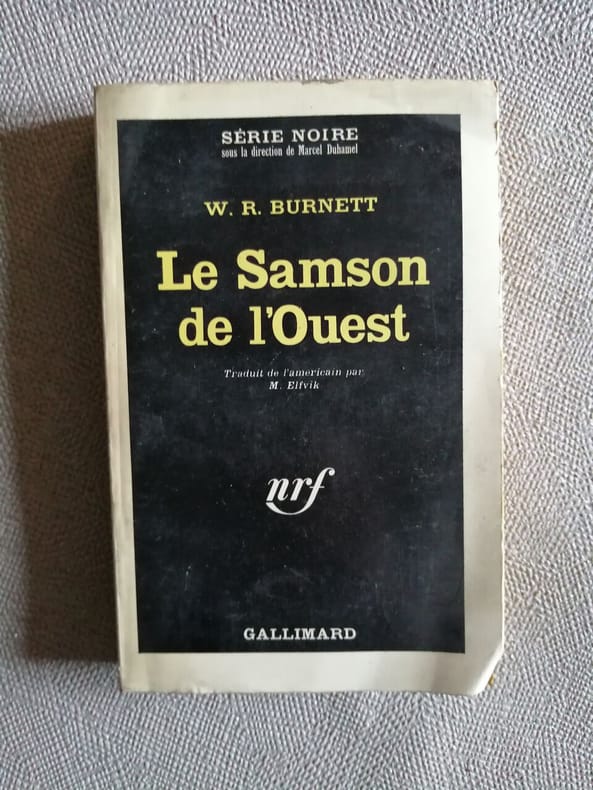 SÉRIE NOIRE
sous la direction de Marcel Duhamel
W. R. BURNETT
Le Samson
de l'Ouest
Traduit de l'américain par
M. Elfvik
nrf
GALLIMARD